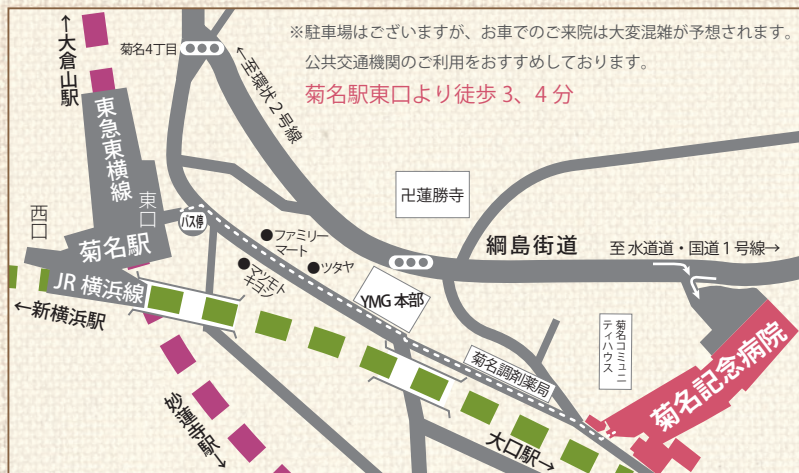 ※駐車場はございますが、お車でのご来院は大変混雑が予想されます。
公共交通機関のご利用をおすすめしております。
菊名駅東口より徒歩 3、4 分
↑大倉山駅
菊名4丁目
←至環状2号線
東急東横線
東口
西口
バス停
菊名駅
JR 横浜線
←新横浜駅
ファミリー
マート
マツモト
キヨシ
ツタヤ
卍蓮勝寺
綱島街道
至 水道道・国道1号線→
YMG 本部
菊名調剤薬局
菊名コミュニ
ティハウス
菊名記念病院
妙蓮寺駅↓
大口駅→